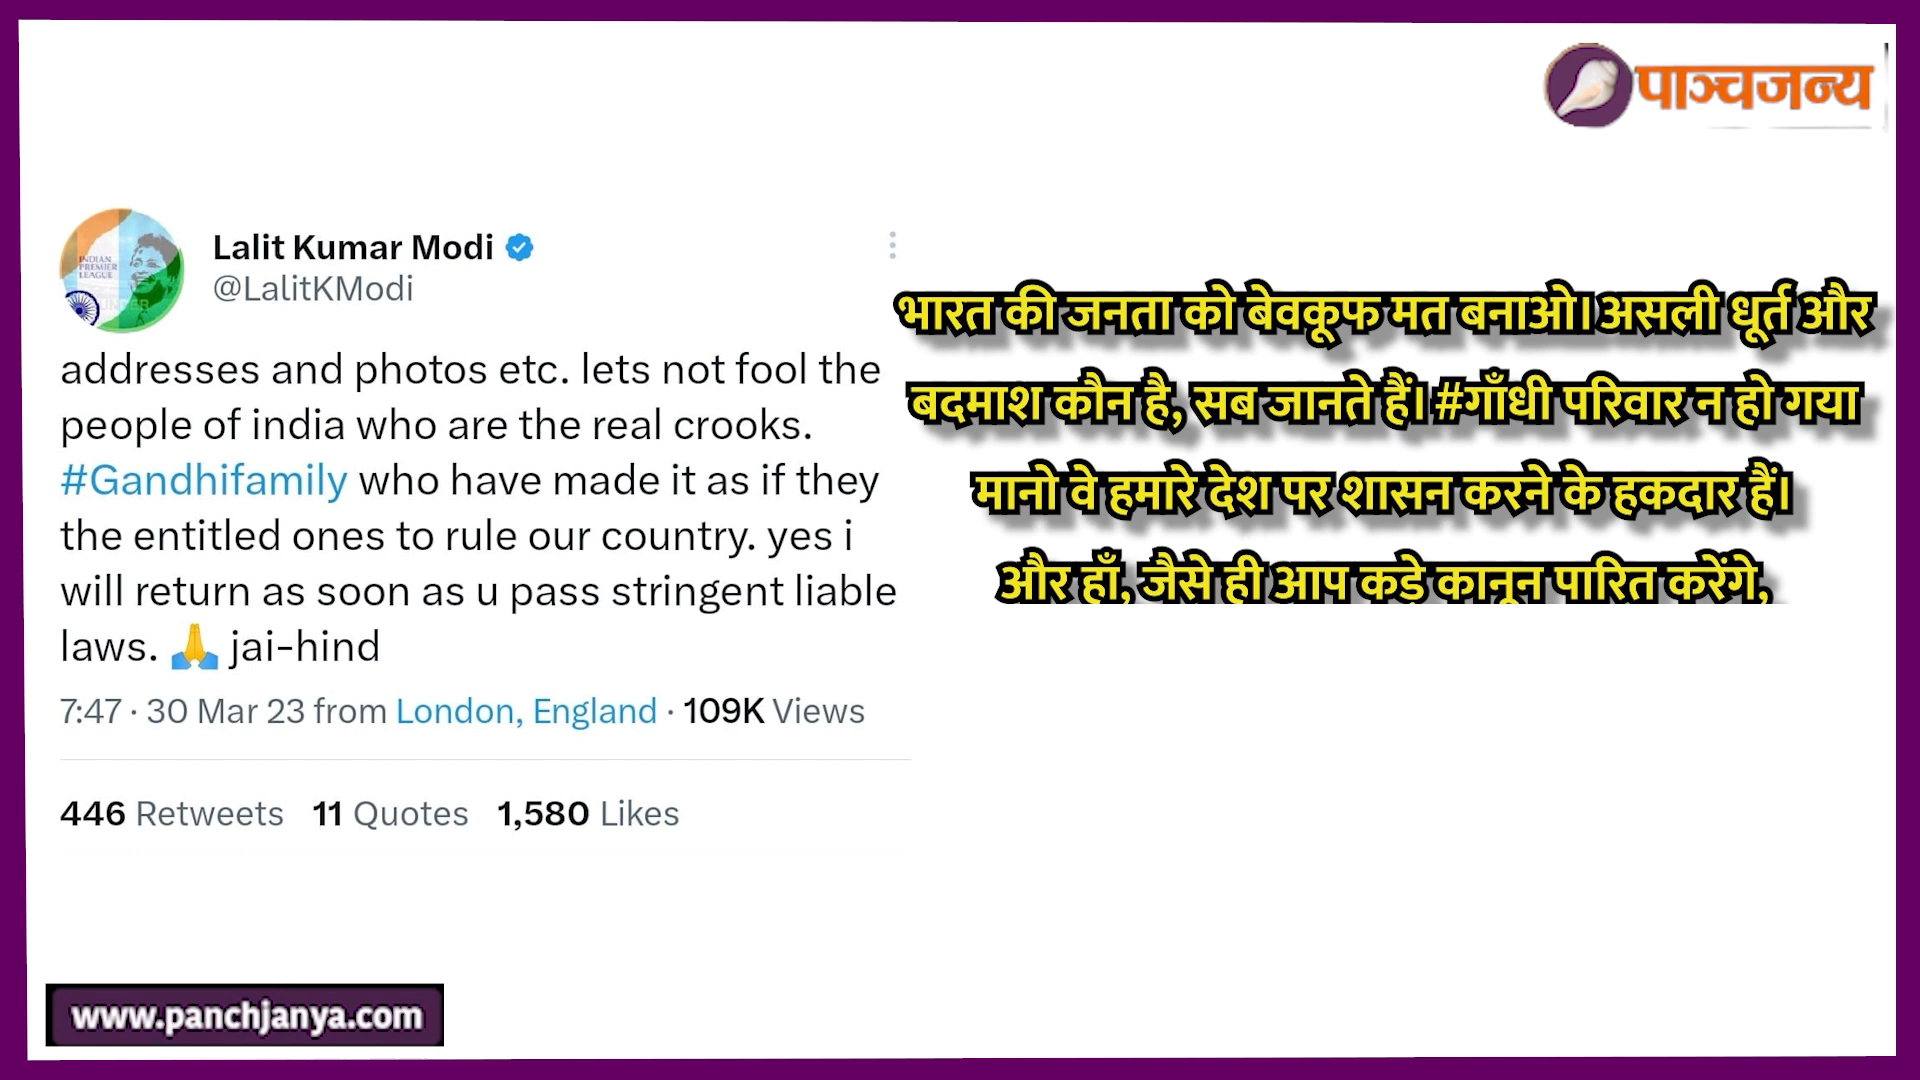 पाञ्चजन्य
Lalit Kumar Modi
@LalitKModi
addresses and photos etc. lets not fool the
people of india who are the real crooks.
#Gandhifamily who have made it as if they
the entitled ones to rule our country. yes i
will return as soon as u pass stringent liable
laws. 🙏 jai-hind
7:47 · 30 Mar 23 from London, England · 109K Views
446 Retweets 11 Quotes 1,580 Likes
भारत की जनता को बेवकूफ मत बनाओ। असली धूर्त और
बदमाश कौन है, सब जानते हैं। #गाँधी परिवार न हो गया
मानो वे हमारे देश पर शासन करने के हकदार हैं।
और हाँ, जैसे ही आप कड़े कानून पारित करेंगे,
www.panchjanya.com